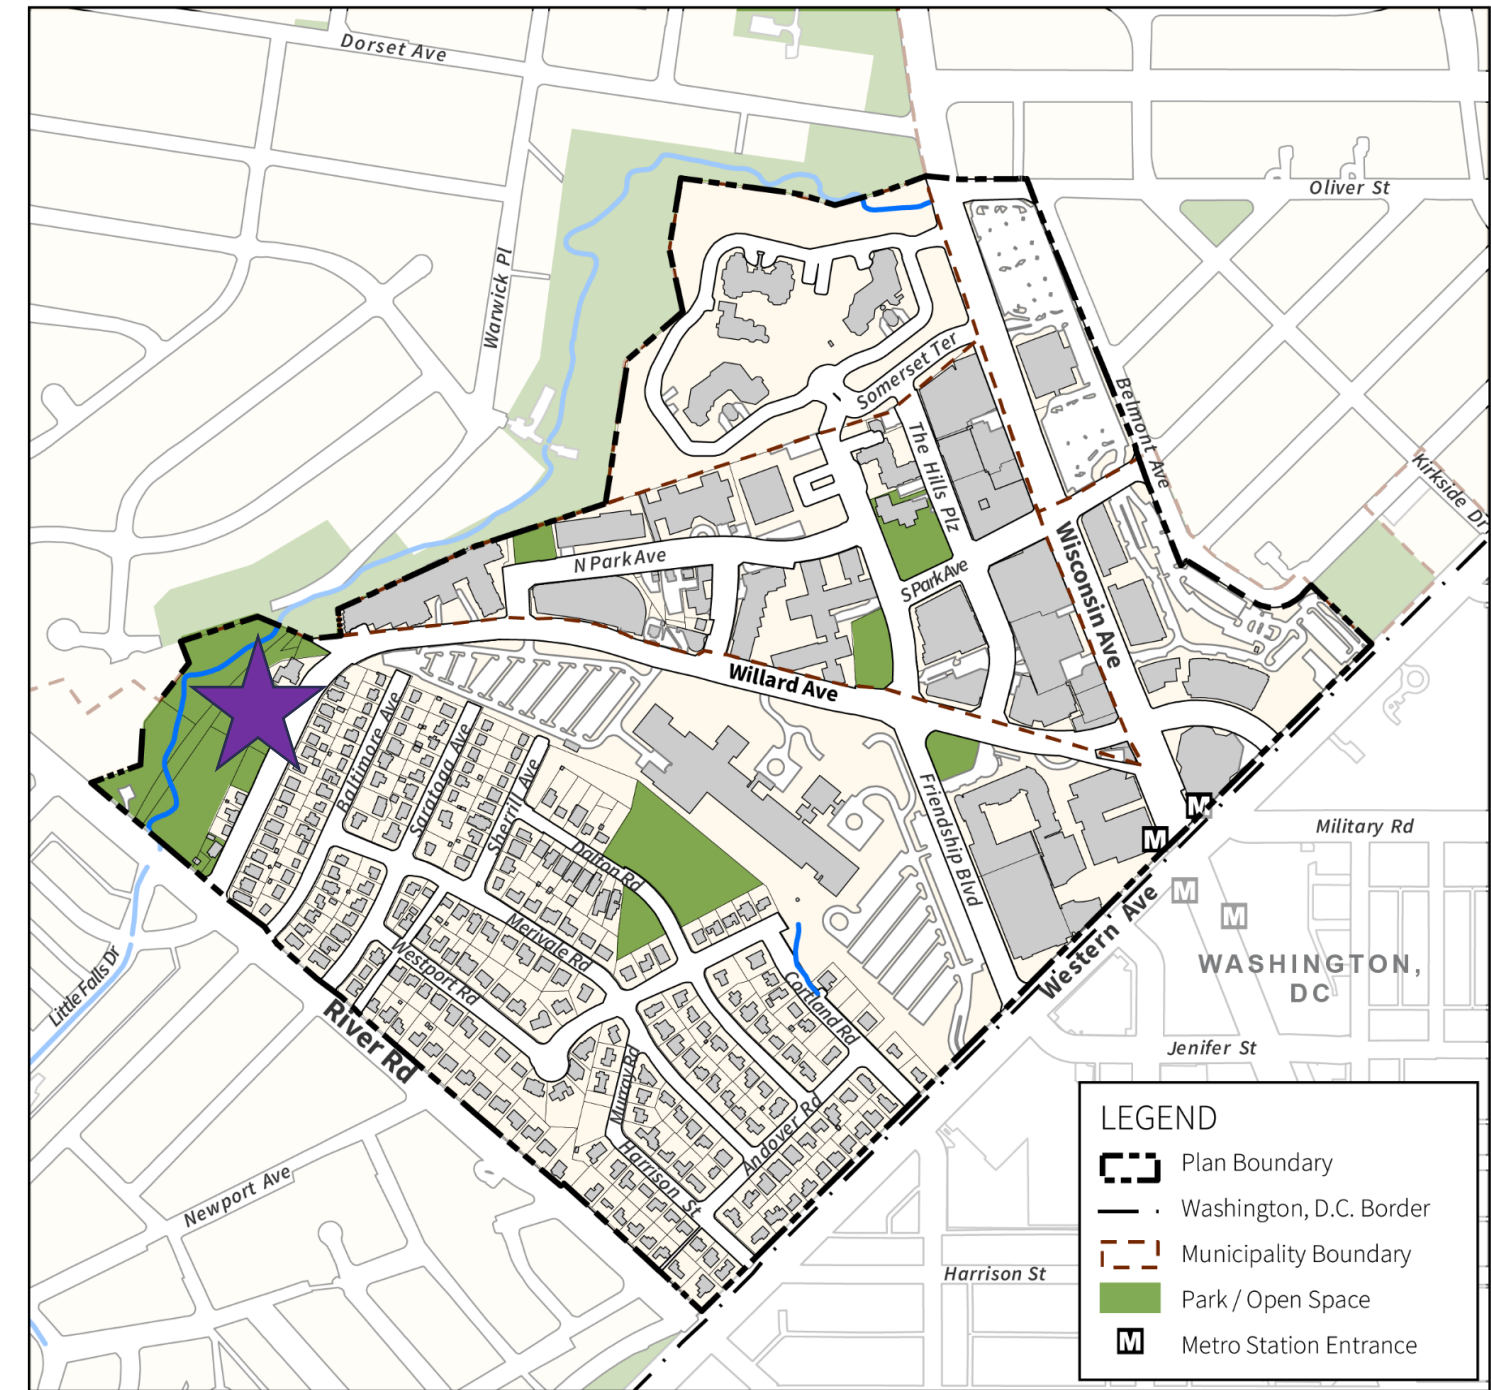 Dorset Ave
Oliver St
Warwick Pl
Somerset Ter
Belmont Ave
The Hills Plz
Kirkside Dr
N Park Ave
S Park Ave
Wisconsin Ave
Willard Ave
Baltimore Ave
Saratoga Ave
Sherrill Ave
Friendship Blvd
M
M
Military Rd
Dalton Rd
M
M
Merivale Rd
Western Ave
WASHINGTON,
DC
Westport Rd
Little Falls Dr
Cortland Rd
River Rd
Jenifer St
Murray Rd
Andover Rd
Harrison St
Newport Ave
Harrison St
LEGEND
Plan Boundary
Washington, D.C. Border
Municipality Boundary
Park / Open Space
M Metro Station Entrance